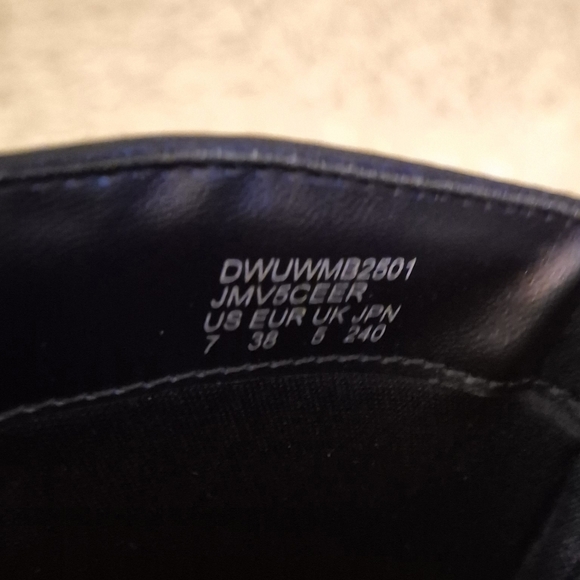 DWUWMB2501
JMV5CEER
US EUR UK JPN
7 38 5 240